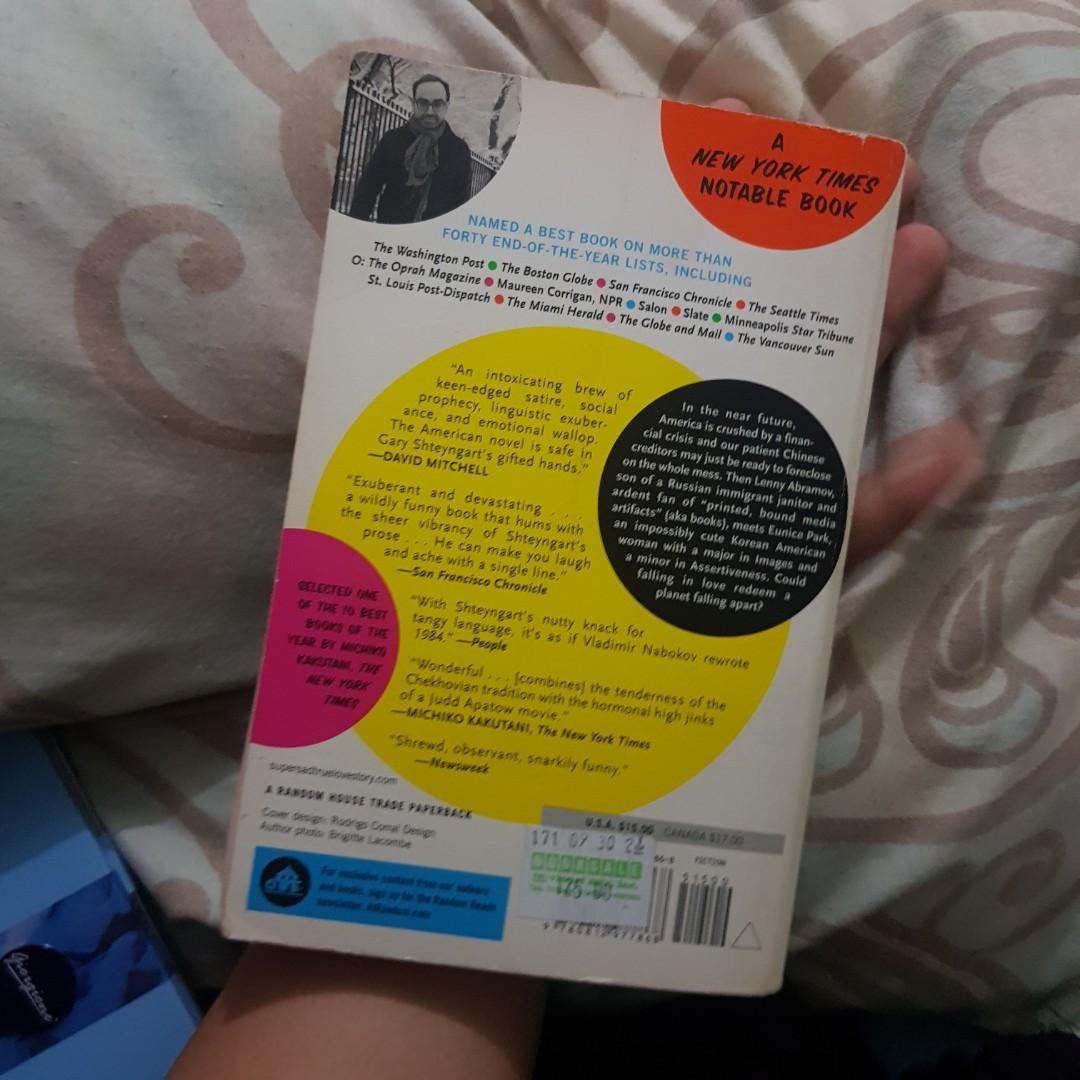 A
NEW YORK TIMES
NOTABLE BOOK
NAMED A BEST BOOK ON MORE THAN
FORTY END-OF-THE-YEAR LISTS, INCLUDING
The Washington Post ● The Boston Globe ● San Francisco Chronicle ● The Seattle Times
O: The Oprah Magazine ● Maureen Corrigan, NPR ● Salon ● Slate ● Minneapolis Star Tribune
St. Louis Post-Dispatch ● The Miami Herald ● The Globe and Mail ● The Vancouver Sun
“An intoxicating brew of
keen-edged satire, social
prophecy, linguistic exuber-
ance, and emotional wallop.
The American novel is safe in
Gary Shteyngart's gifted hands.”
—DAVID MITCHELL
“Exuberant and devastating . . .
a wildly funny book that hums with
the sheer vibrancy of Shteyngart's
prose . . . He can make you laugh
and ache with a single line.”
—San Francisco Chronicle
“With Shteyngart's nutty knack for
tangy language, it's as if Vladimir Nabokov rewrote
1984.” —People
“Wonderful . . . [combines] the tenderness of the
Chekhovian tradition with the hormonal high jinks
of a Judd Apatow movie.”
—MICHIKO KAKUTANI, The New York Times
“Shrewd, observant, snarkily funny.”
—Newsweek
In the near future,
America is crushed by a finan-
cial crisis and our patient Chinese
creditors may just be ready to foreclose
on the whole mess. Then Lenny Abramov,
son of a Russian immigrant janitor and
ardent fan of “printed, bound media
artifacts” (aka books), meets Eunice Park,
an impossibly cute Korean American
woman with a major in Images and
a minor in Assertiveness. Could
falling in love redeem a
planet falling apart?
SELECTED ONE
OF THE 10 BEST
BOOKS OF THE
YEAR BY MICHIKO
KAKUTANI, THE
NEW YORK
TIMES
supersadtruelovestory.com
A RANDOM HOUSE TRADE PAPERBACK
Cover design: Rodrigo Corral Design
Author photo: Brigitte Lacombe
For exclusive content from our authors
and books, sign up for the Random Reads
newsletter. AtRandom.com
U.S.A. $15.00 CANADA $17.00
171 07 30 24
BOOKSALE
FICTION
51500